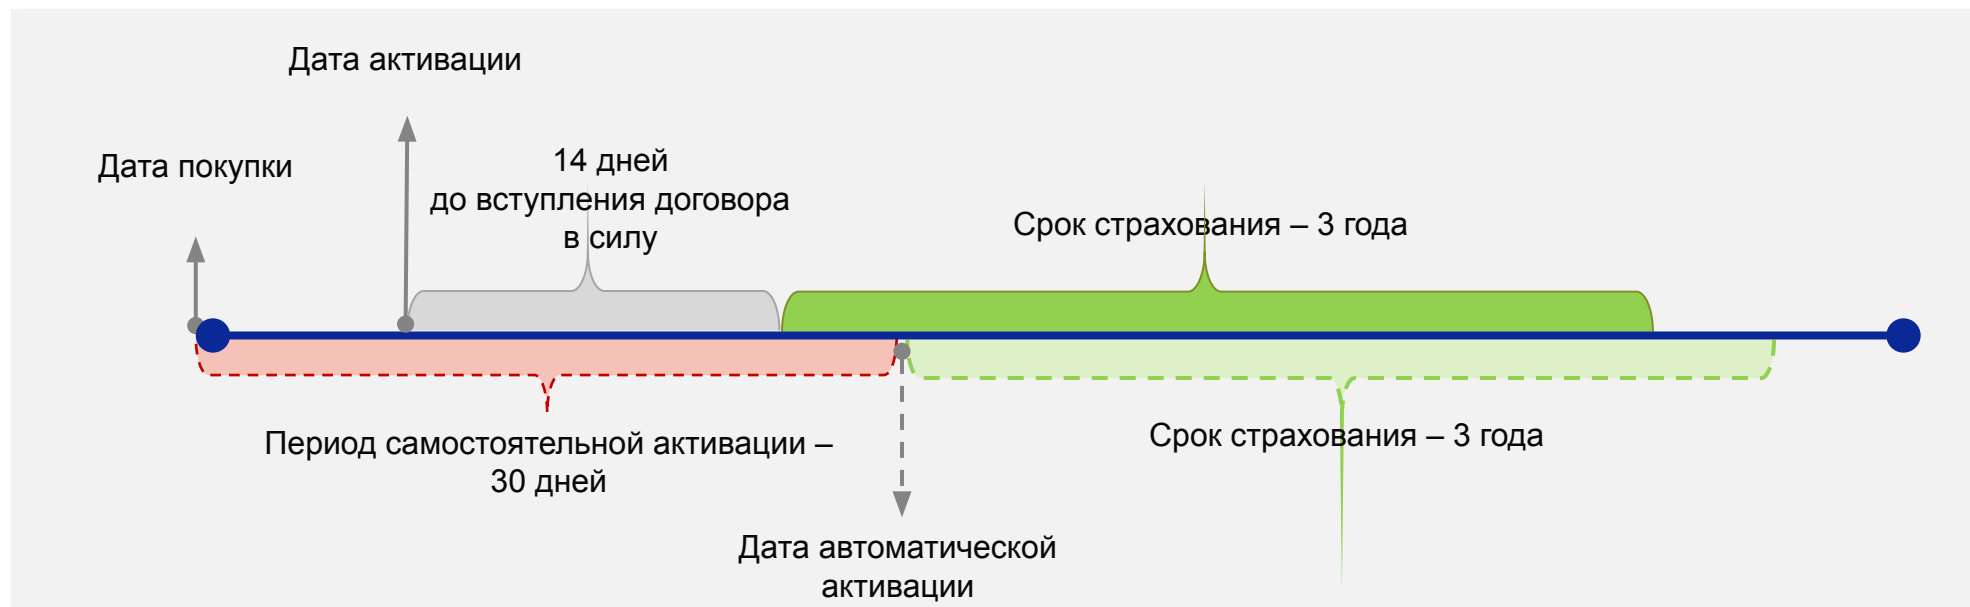 Дата активации
Дата покупки
14 дней
до вступления договора
в силу
Срок страхования – 3 года
Период самостоятельной активации –
30 дней
Срок страхования – 3 года
Дата автоматической
активации